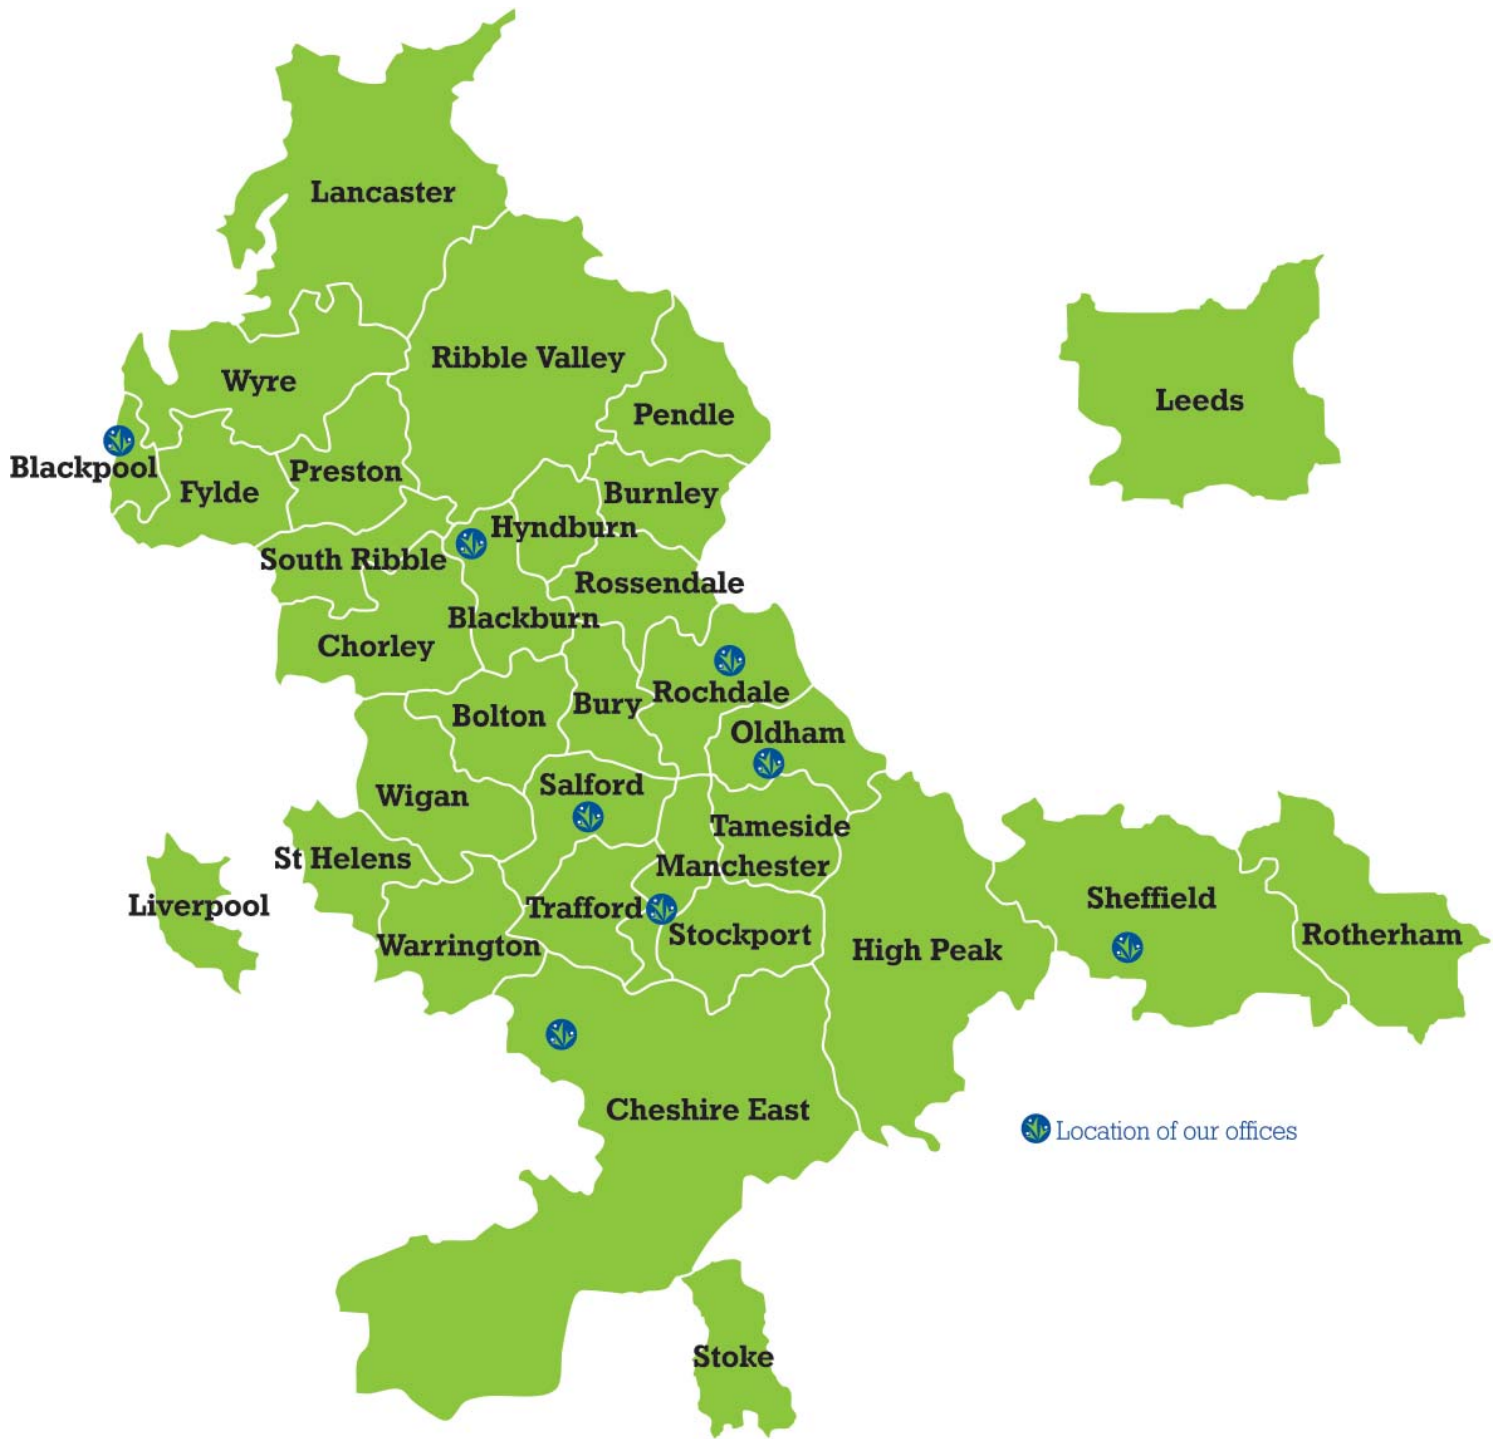 Lancaster
Ribble Valley
Wyre
Leeds
Pendle
Blackpool
Preston
Fylde
Burnley
Hyndburn
South Ribble
Rossendale
Blackburn
Chorley
Rochdale
Bury
Bolton
Oldham
Salford
Wigan
Tameside
St Helens
Manchester
Sheffield
Liverpool
Trafford
Stockport
Rotherham
Warrington
High Peak
Cheshire East
Location of our offices
Stoke